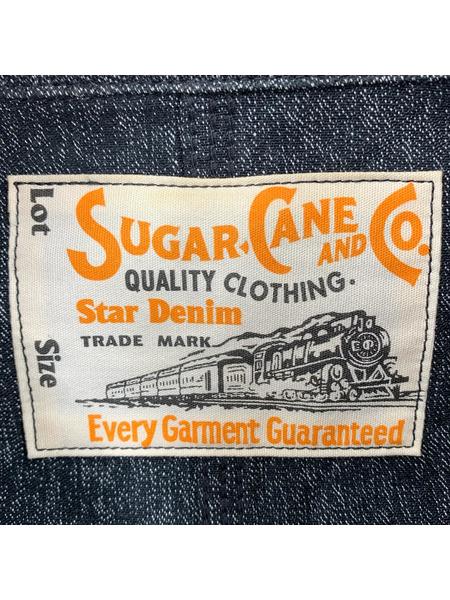 Lot
Size
SUGAR CANE AND CO.
QUALITY CLOTHING.
Star Denim
TRADE MARK
Every Garment Guaranteed